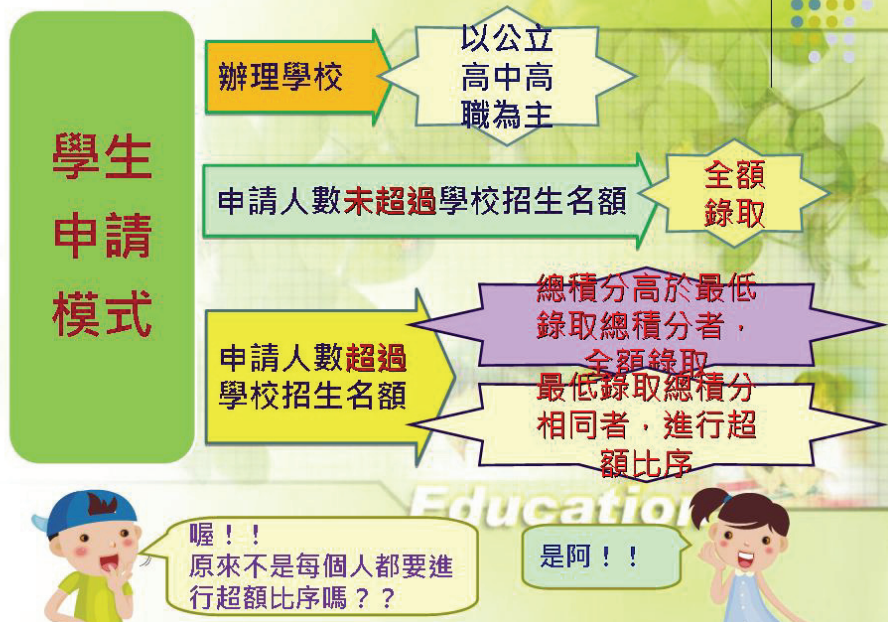 學生
申請
模式
辦理學校
以公立
高中高
職為主
申請人數未超過學校招生名額
全額
錄取
申請人數超過
學校招生名額
總積分高於最低
錄取總積分者，
全額錄取
最低錄取總積分
相同者，進行超
額比序
Education
喔！！
原來不是每個人都要進
行超額比序嗎？？
是阿！！